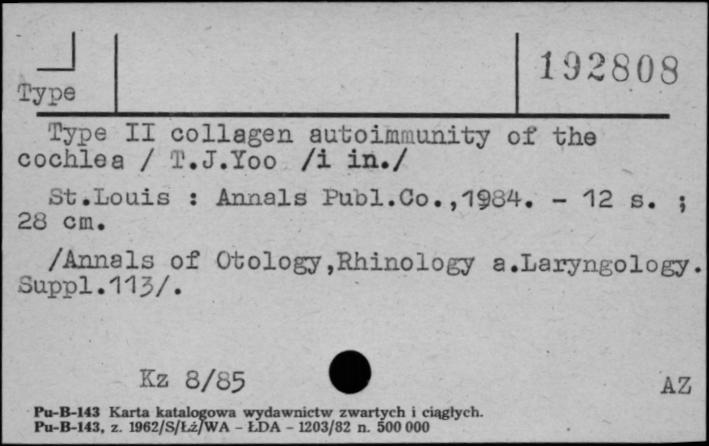 192808
Type
Type II collagen autoimmunity of the
cochlea / T.J.Yoo /i in./
St.Louis : Annals Publ.Co.,1984. - 12 s. ;
28 cm.
/Annals of Otology,Rhinology a.Laryngology.
Suppl.113/.
Kz 8/85
AZ
Pu-B-143 Karta katalogowa wydawnictw zwartych i ciągłych.
Pu-B-143, z. 1962/S/Łż/WA - ŁDA - 1203/82 n. 500 000